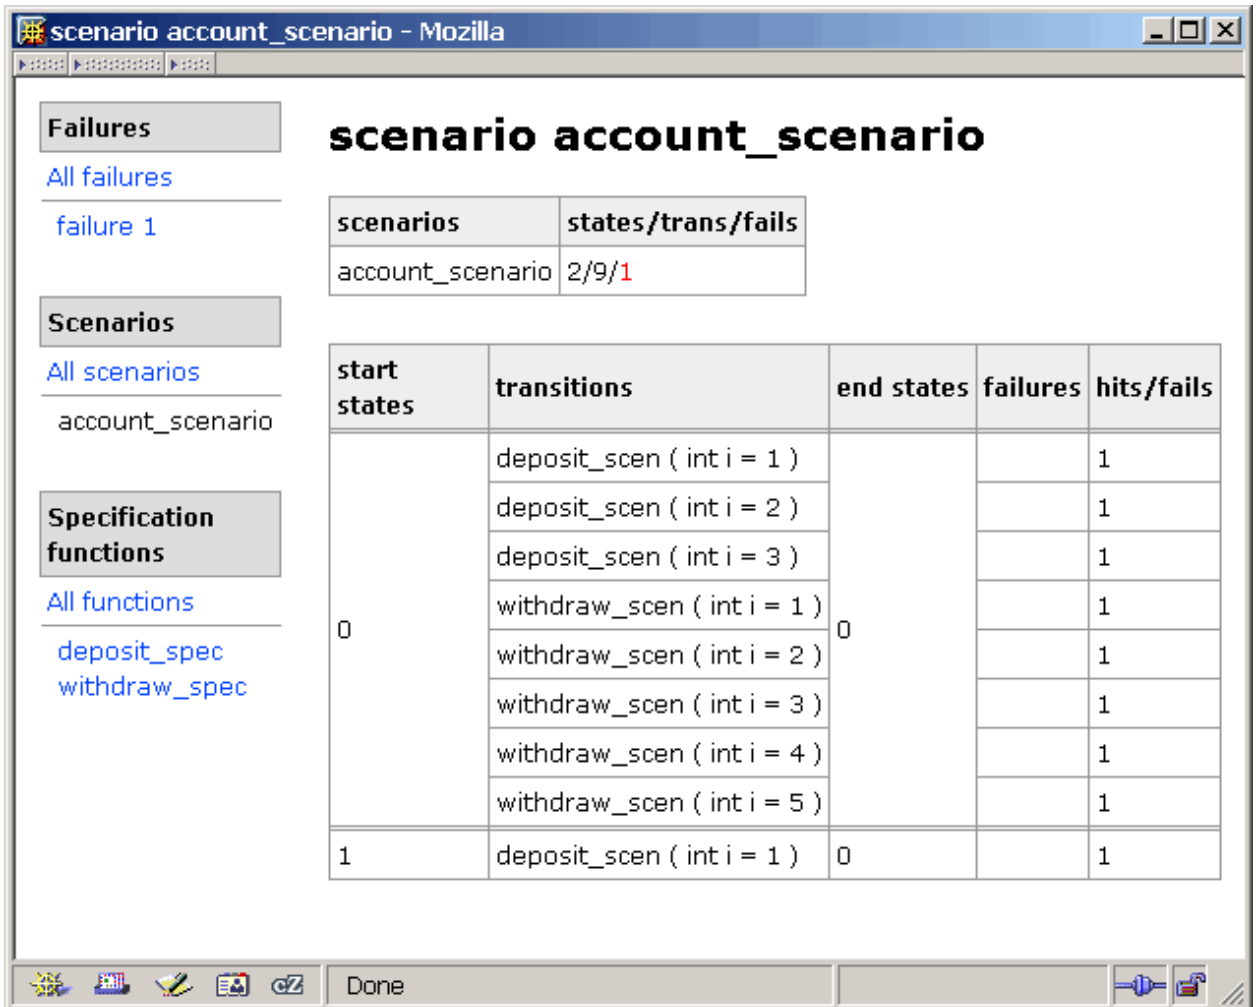 scenario account_scenario - Mozilla
Failures
All failures
failure 1
Scenarios
All scenarios
account_scenario
Specification
functions
All functions
deposit_spec
withdraw_spec
scenario account_scenario
scenarios states/trans/fails
account_scenario 2/9/1
start
states transitions end states failures hits/fails
deposit_scen ( int i = 1 ) 1
deposit_scen ( int i = 2 ) 1
deposit_scen ( int i = 3 ) 1
withdraw_scen ( int i = 1 ) 1
0 withdraw_scen ( int i = 2 ) 0 1
withdraw_scen ( int i = 3 ) 1
withdraw_scen ( int i = 4 ) 1
withdraw_scen ( int i = 5 ) 1
1 deposit_scen ( int i = 1 ) 0 1
cZ Done